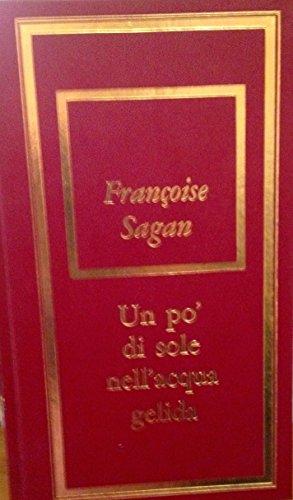 Françoise
Sagan
Un po'
di sole
nell'acqua
gelida